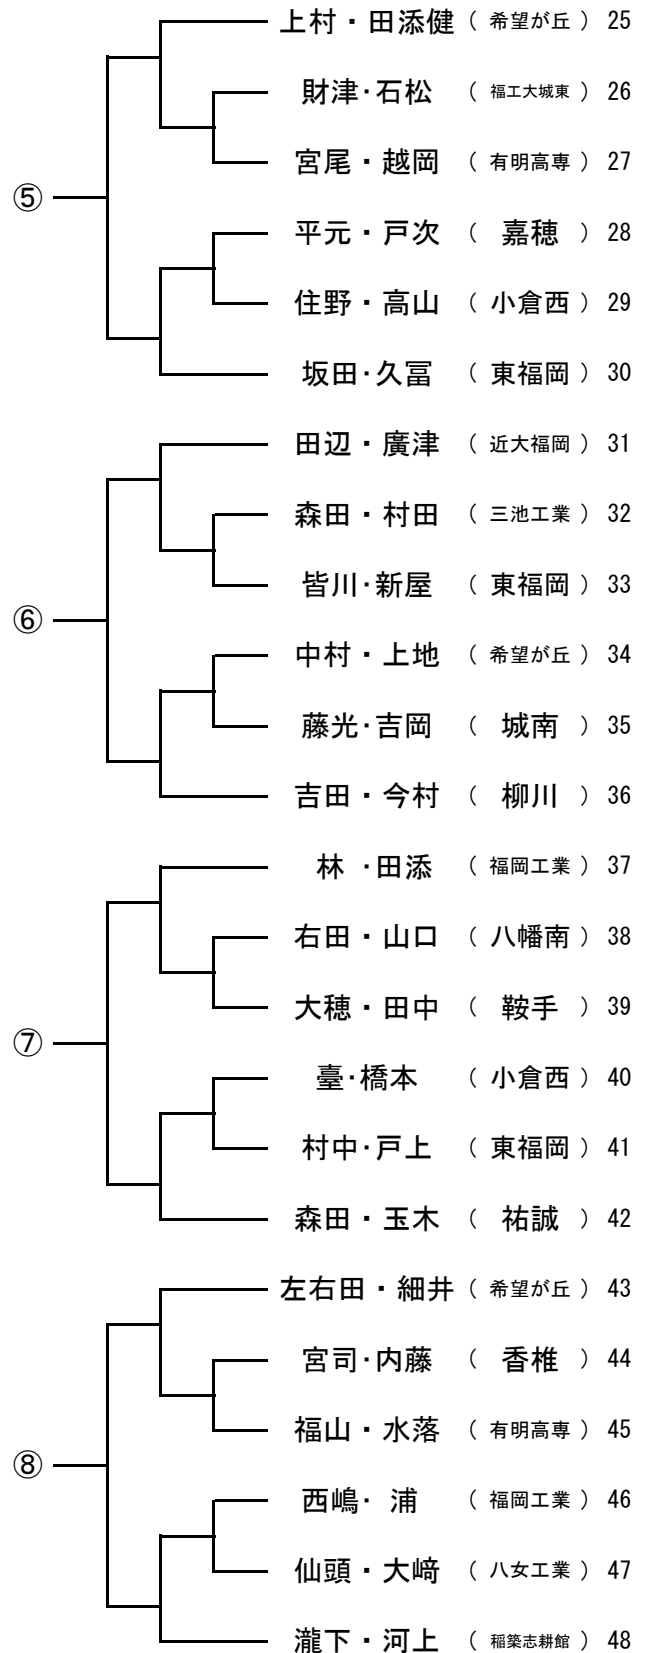 上村・田添健 ( 希望が丘 ) 25
財津・石松 ( 福工大城東 ) 26
宮尾・越岡 ( 有明高専 ) 27
⑤
平元・戸次 ( 嘉穂 ) 28
住野・高山 ( 小倉西 ) 29
坂田・久冨 ( 東福岡 ) 30
田辺・廣津 ( 近大福岡 ) 31
森田・村田 ( 三池工業 ) 32
皆川・新屋 ( 東福岡 ) 33
⑥
中村・上地 ( 希望が丘 ) 34
藤光・吉岡 ( 城南 ) 35
吉田・今村 ( 柳川 ) 36
林 ・田添 ( 福岡工業 ) 37
右田・山口 ( 八幡南 ) 38
大穂・田中 ( 鞍手 ) 39
⑦
臺・橋本 ( 小倉西 ) 40
村中・戸上 ( 東福岡 ) 41
森田・玉木 ( 祐誠 ) 42
左右田・細井 ( 希望が丘 ) 43
宮司・内藤 ( 香椎 ) 44
福山・水落 ( 有明高専 ) 45
⑧
西嶋・ 浦 ( 福岡工業 ) 46
仙頭・大﨑 ( 八女工業 ) 47
瀧下・河上 ( 稲築志耕館 ) 48